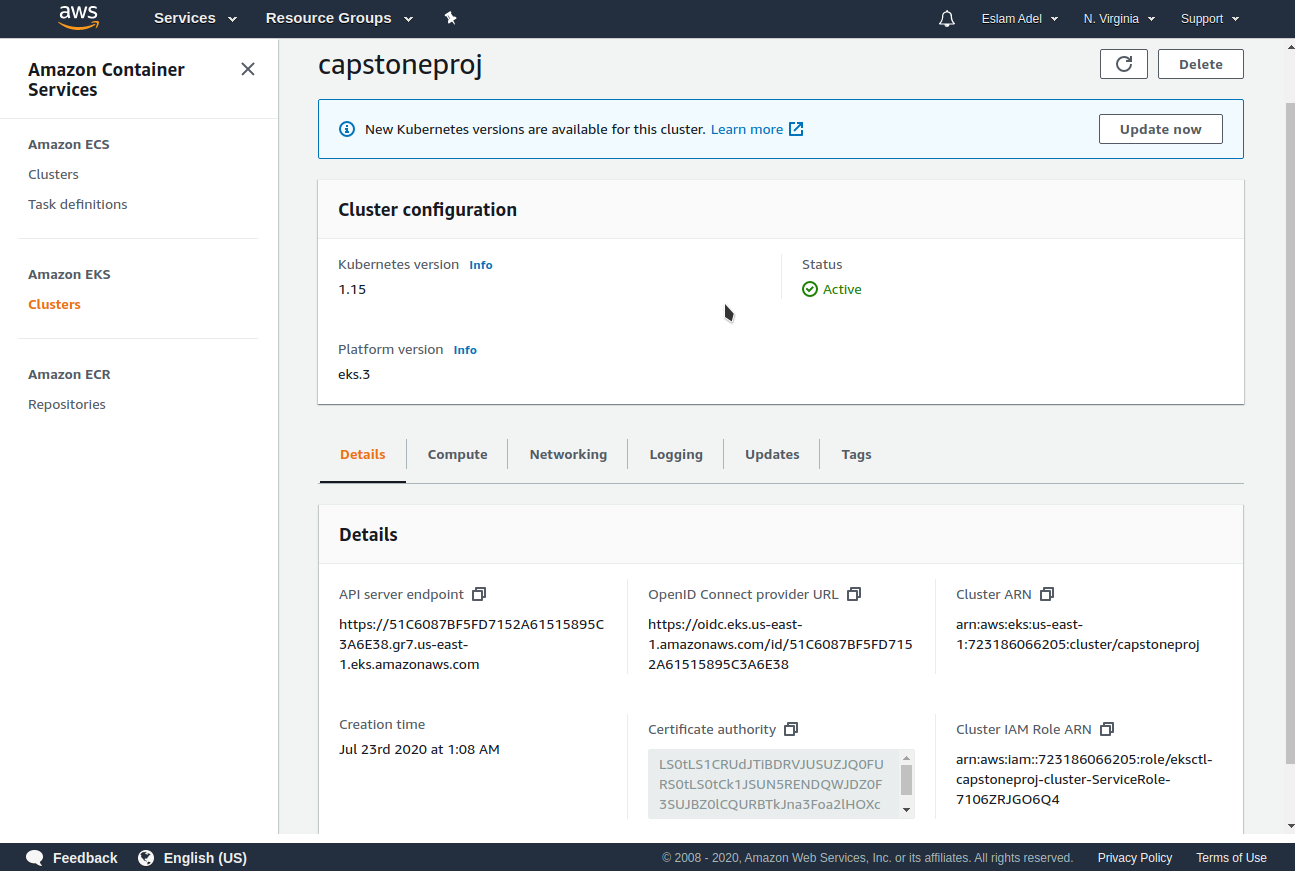 aws Services Resource Groups Eslam Adel N. Virginia Support
Amazon Container
Services
Amazon ECS
Clusters
Task definitions
Amazon EKS
Clusters
Amazon ECR
Repositories
capstoneproj
Delete
New Kubernetes versions are available for this cluster. Learn more
Update now
Cluster configuration
Kubernetes version Info
1.15
Status
Active
Platform version Info
eks.3
Details Compute Networking Logging Updates Tags
Details
API server endpoint
https://51C6087BF5FD7152A61515895C
3A6E38.gr7.us-east-
1.eks.amazonaws.com
OpenID Connect provider URL
https://oidc.eks.us-east-
1.amazonaws.com/id/51C6087BF5FD715
2A61515895C3A6E38
Cluster ARN
arn:aws:eks:us-east-
1:723186066205:cluster/capstoneproj
Creation time
Jul 23rd 2020 at 1:08 AM
Certificate authority
LS0tLS1CRUdJTiBDRVJUSUZJQ0FU
RS0tLS0tCk1JSUN5RENDQWJDZ0F
3SUJBZ0lCQURBTkJna3Foa2lHOXc
Cluster IAM Role ARN
arn:aws:iam::723186066205:role/eksctl-
capstoneproj-cluster-ServiceRole-
7106ZRJGO6Q4
Feedback English (US) © 2008 - 2020, Amazon Web Services, Inc. or its affiliates. All rights reserved. Privacy Policy Terms of Use